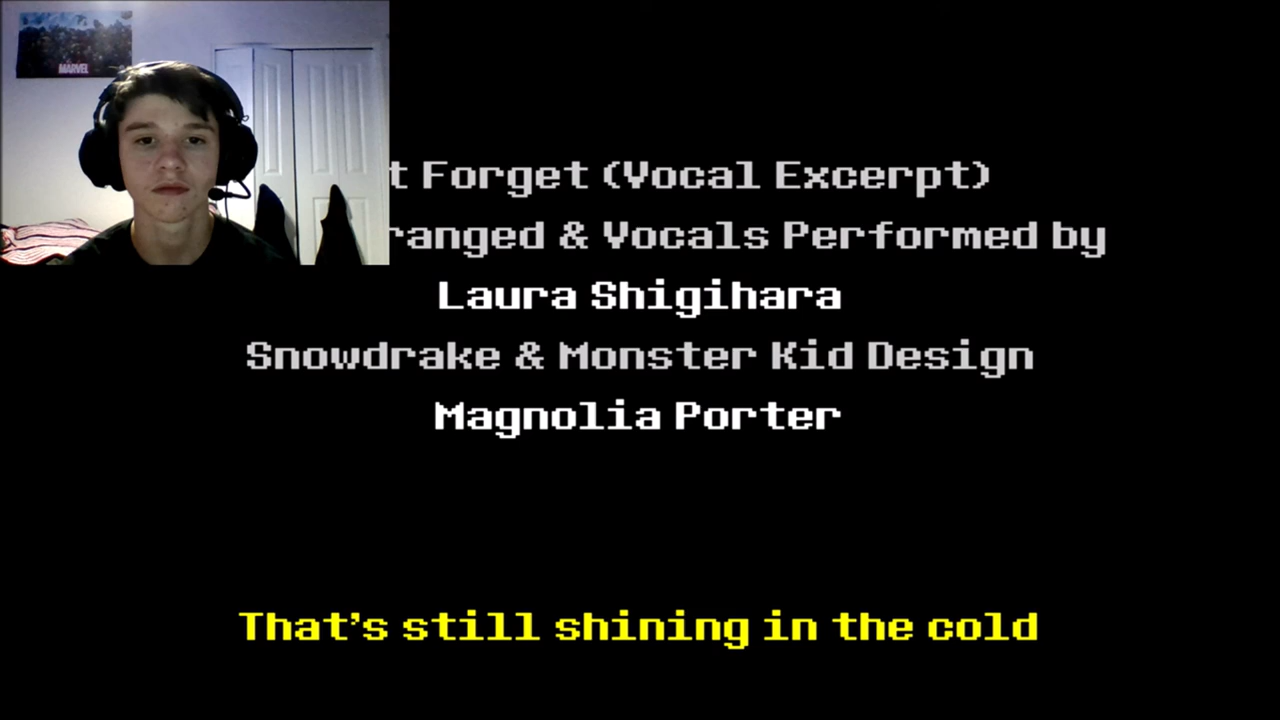 MARVEL
t Forget (Vocal Excerpt)
ranged & Vocals Performed by
Laura Shigihara
Snowdrake & Monster Kid Design
Magnolia Porter
That's still shining in the cold